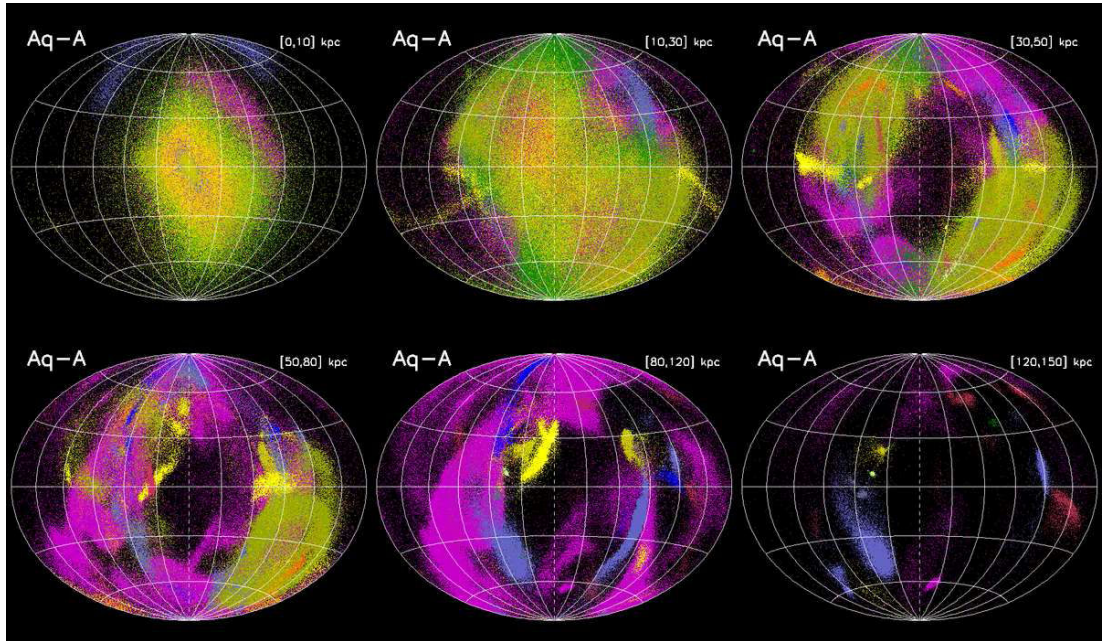 Aq-A
[0,10] kpc
Aq-A
[10,30] kpc
Aq-A
[30,50] kpc
Aq-A
[50,80] kpc
Aq-A
[80,120] kpc
Aq-A
[120,150] kpc